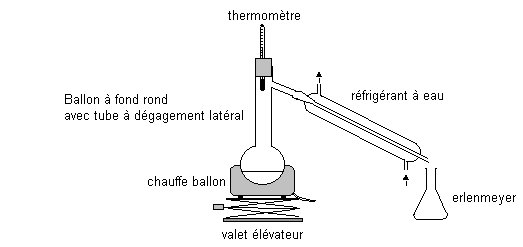 thermomètre
Ballon à fond rond
avec tube à dégagement latéral
réfrigérant à eau
chauffe ballon
erlenmeyer
valet élévateur